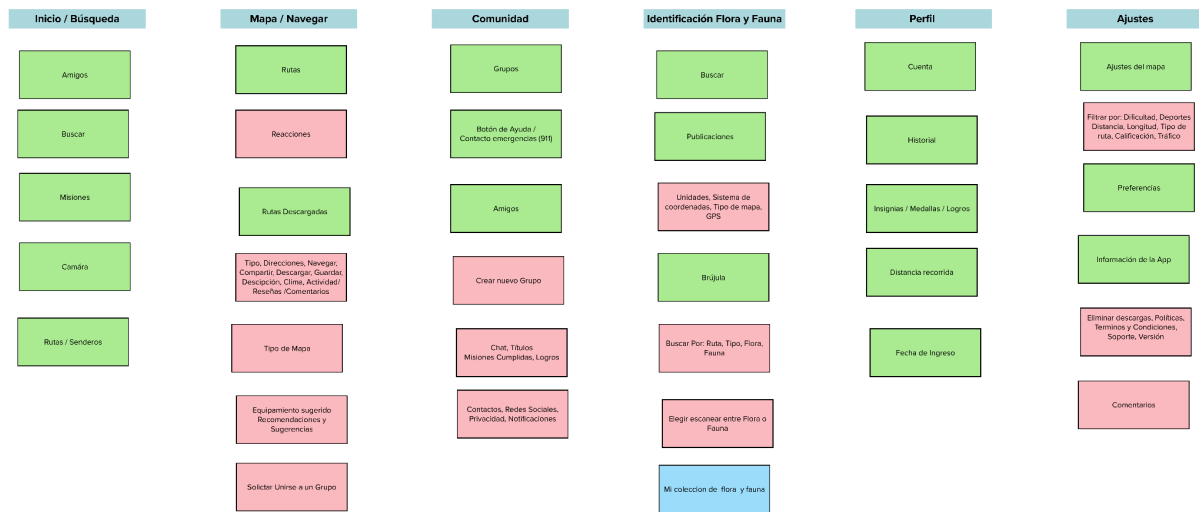 Inicio / Búsqueda
Amigos
Buscar
Misiones
Camára
Rutas / Senderos
Mapa / Navegar
Rutas
Reacciones
Rutas Descargadas
Tipo, Direcciones, Navegar,
Compartir, Descargar, Guardar,
Descipción, Clima, Actividad/
Reseñas /Comentarios
Tipo de Mapa
Equipamiento sugerido
Recomendaciones y
Sugerencias
Solictar Unirse a un Grupo
Comunidad
Grupos
Botón de Ayuda /
Contacto emergencias (911)
Amigos
Crear nuevo Grupo
Chat, Títulos
Misiones Cumplidas, Logros
Contactos, Redes Sociales,
Privacidad, Notificaciones
Identificación Flora y Fauna
Buscar
Publicaciones
Unidades, Sistema de
coordenadas, Tipo de mapa,
GPS
Brújula
Buscar Por: Ruta, Tipo, Flora,
Fauna
Elegir escanear entre Flora o
Fauna
Mi coleccion de flora y fauna
Perfil
Cuenta
Historial
Insignias / Medallas / Logros
Distancia recorrida
Fecha de Ingreso
Ajustes
Ajustes del mapa
Filtrar por: Dificultad, Deportes
Distancia, Longitud, Tipo de
ruta, Calificación, Tráfico
Preferencias
Información de la App
Eliminar descargas, Políticas,
Terminos y Condiciones,
Soporte, Versión
Comentarios